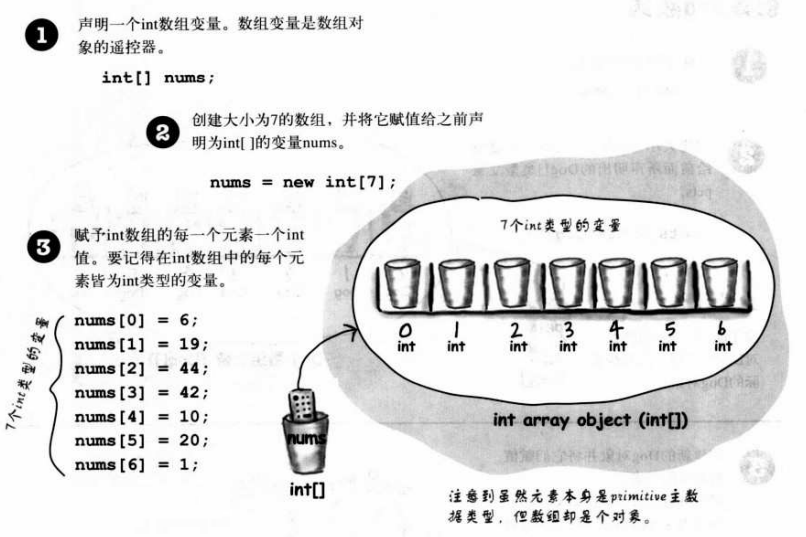 1
声明一个int数组变量。数组变量是数组对
象的遥控器。
int[] nums;
2
创建大小为7的数组，并将它赋值给之前声
明为int[ ]的变量nums。
nums = new int[7];
3
赋予int数组的每一个元素一个int
值。要记得在int数组中的每个元
素皆为int类型的变量。
7个int类型的变量
nums[0] = 6;
nums[1] = 19;
nums[2] = 44;
nums[3] = 42;
nums[4] = 10;
nums[5] = 20;
nums[6] = 1;
nums
int[]
7个int类型的变量
0 1 2 3 4 5 6
int int int int int int int
int array object (int[])
注意到虽然元素本身是primitive主数
据类型，但数组却是个对象。